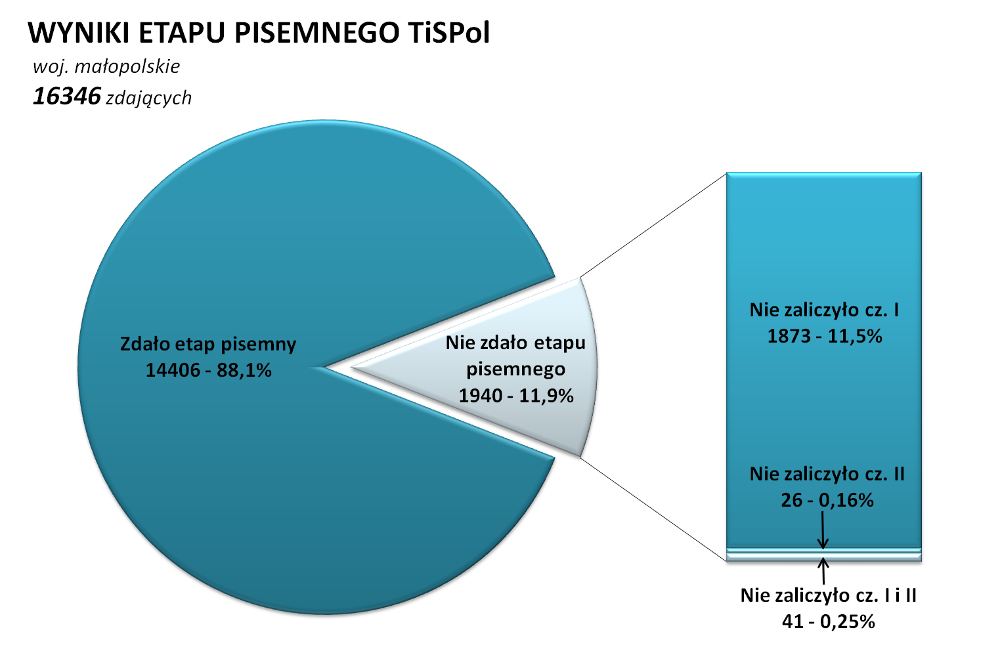 WYNIKI ETAPU PISEMNEGO TiSPol
woj. małopolskie
16346 zdających
Zdało etap pisemny
14406 - 88,1%
Nie zdało etapu
pisemnego
1940 - 11,9%
Nie zaliczyło cz. I
1873 - 11,5%
Nie zaliczyło cz. II
26 - 0,16%
Nie zaliczyło cz. I i II
41 - 0,25%